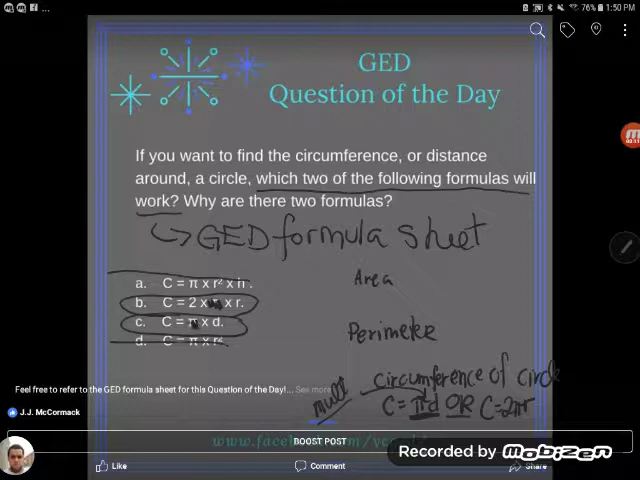 76% 1:50 PM
GED
Question of the Day
If you want to find the circumference, or distance
around, a circle, which two of the following formulas will
work? Why are there two formulas?
GED formula sheet
a. C = π x r² x h.
Area
b. C = 2 x x r.
c. C = π x d.
Perimeter
d. C = π x r²
circumference of circle
mult
C = πd OR C=2πr
Feel free to refer to the GED formula sheet for this Question of the Day!... See more
J.J. McCormack
BOOST POST
Recorded by MOBIZEN
Like
Comment
Share